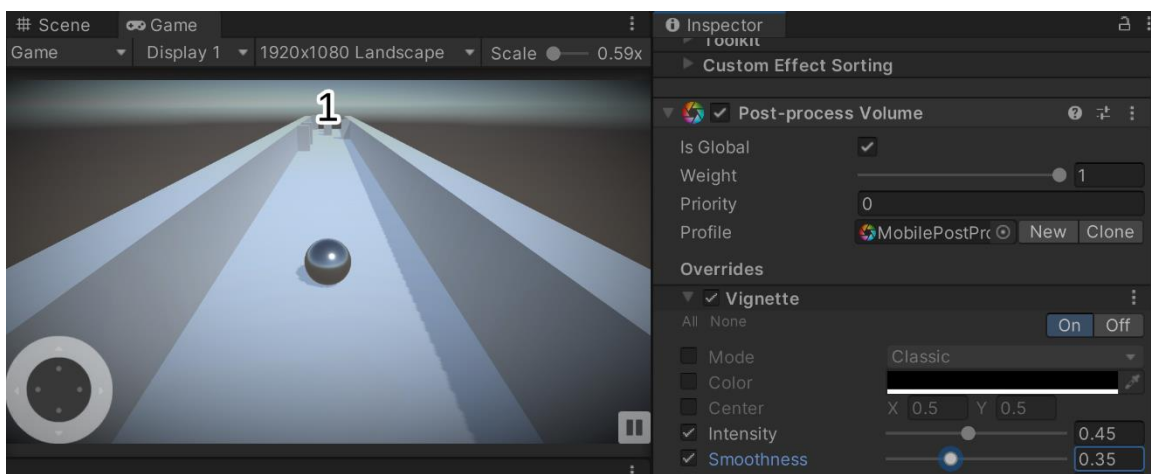 Scene Game
Game Display 1 1920x1080 Landscape Scale 0.59x
1
Inspector
Toolkit
Custom Effect Sorting
Post-process Volume
Is Global
Weight 1
Priority 0
Profile MobilePostPro New Clone
Overrides
Vignette
All None On Off
Mode Classic
Color
Center X 0.5 Y 0.5
Intensity 0.45
Smoothness 0.35